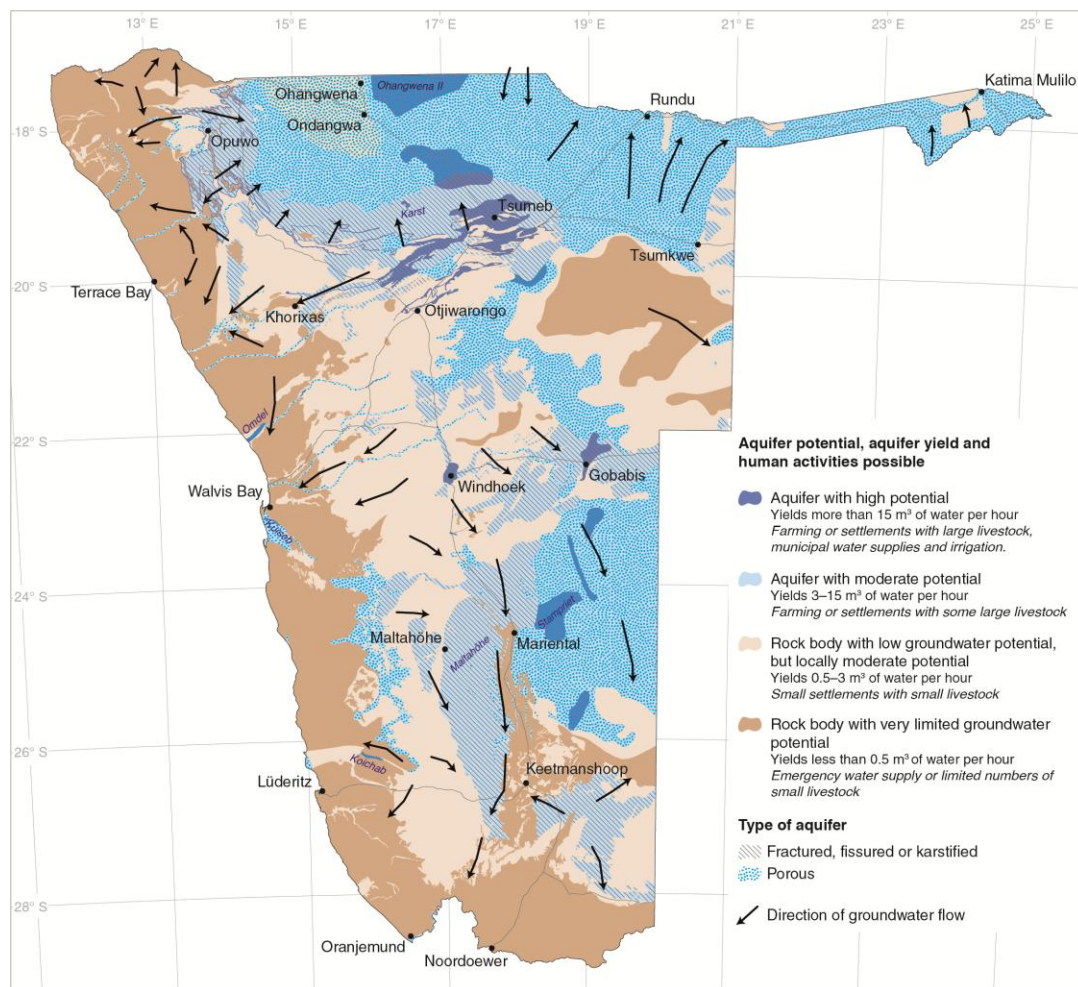 13° E
15° E
17° E
19° E
21° E
23° E
25° E
Ohangwena
Ohangwena II
Katima Mulilo
Rundu
Ondangwa
18° S
Opuwo
Karst
Tsumeb
Tsumkwe
20° S
Terrace Bay
Khorixas
Otjiwarongo
Omdel
22° S
Walvis Bay
Windhoek
Gobabis
Kuiseb
24° S
Stampriet
Maltahöhe
Maltahöhe
Mariental
26° S
Koichab
Lüderitz
Keetmanshoop
28° S
Oranjemund
Noordoewer
Aquifer potential, aquifer yield and
human activities possible
Aquifer with high potential
Yields more than 15 m³ of water per hour
Farming or settlements with large livestock,
municipal water supplies and irrigation.
Aquifer with moderate potential
Yields 3–15 m³ of water per hour
Farming or settlements with some large livestock
Rock body with low groundwater potential,
but locally moderate potential
Yields 0.5–3 m³ of water per hour
Small settlements with small livestock
Rock body with very limited groundwater
potential
Yields less than 0.5 m³ of water per hour
Emergency water supply or limited numbers of
small livestock
Type of aquifer
Fractured, fissured or karstified
Porous
Direction of groundwater flow